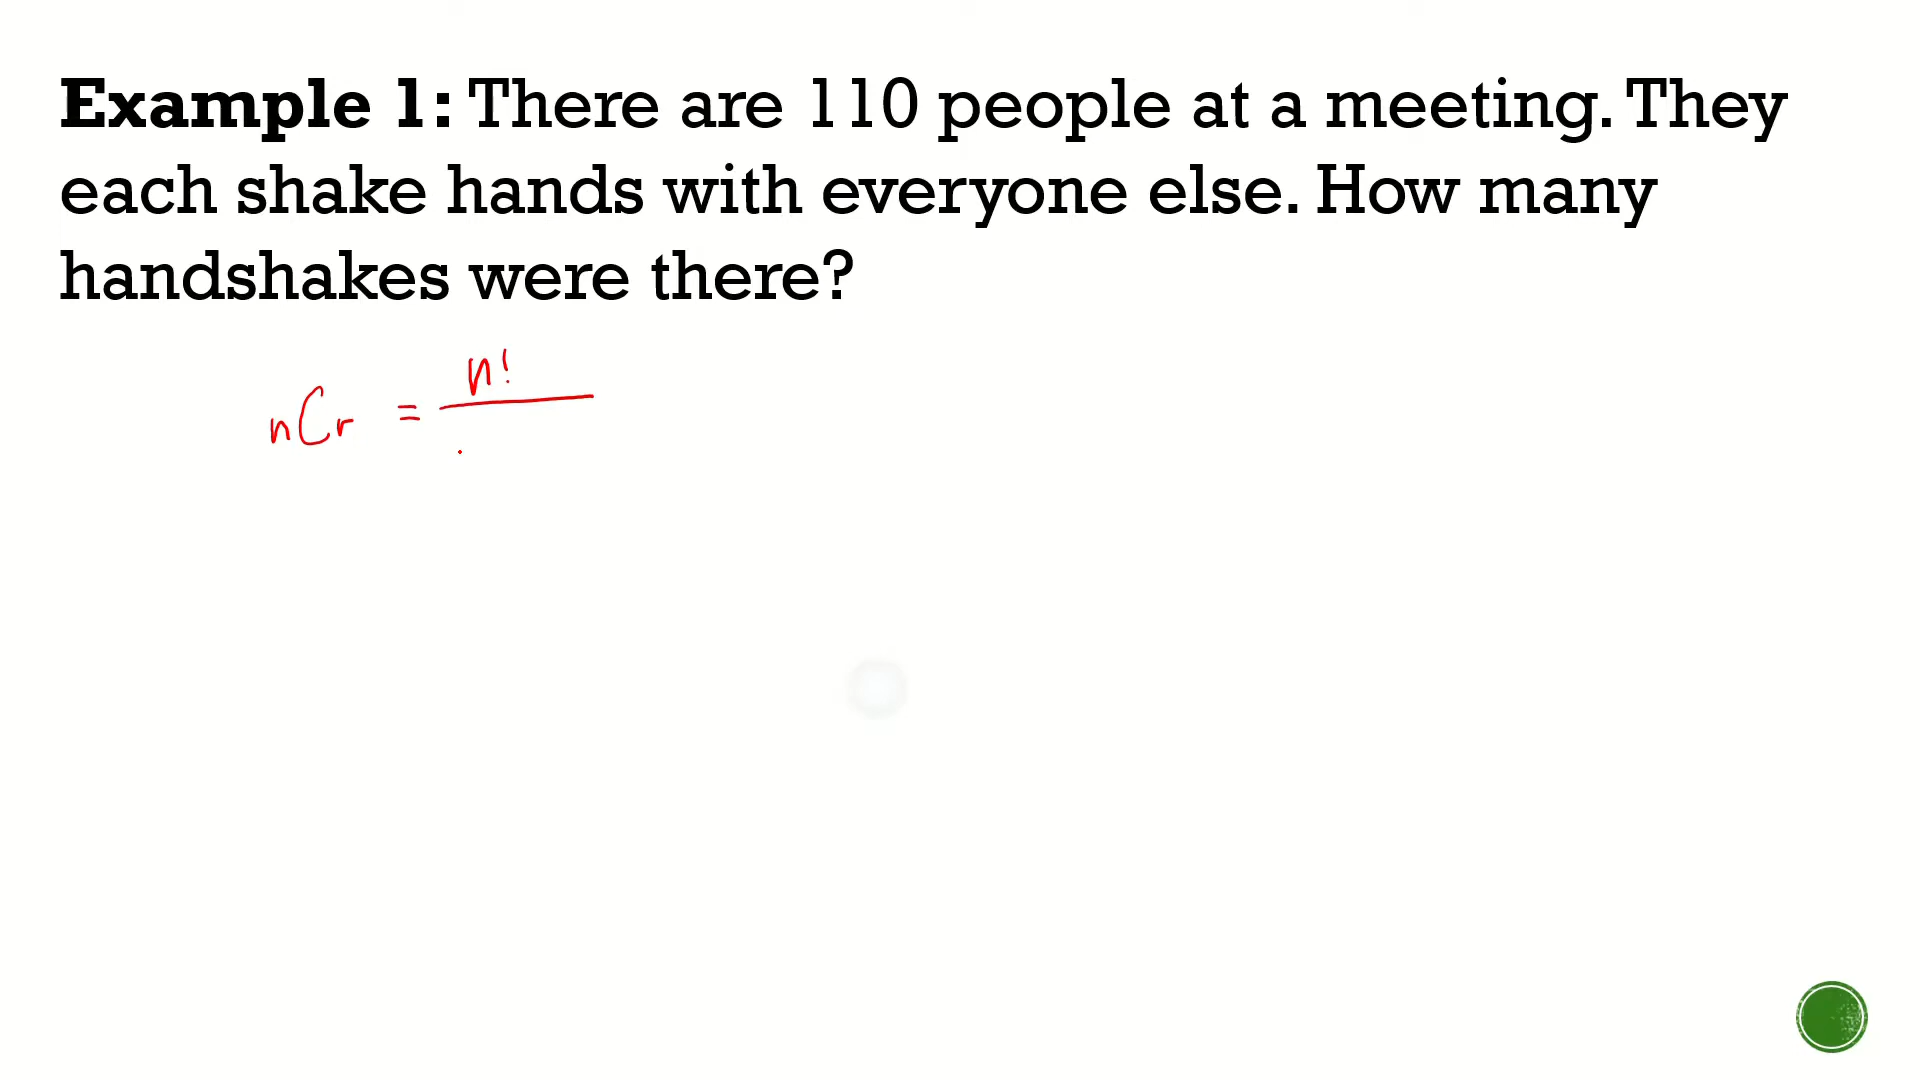 Example 1: There are 110 people at a meeting. They
each shake hands with everyone else. How many
handshakes were there?
n!
nCr =